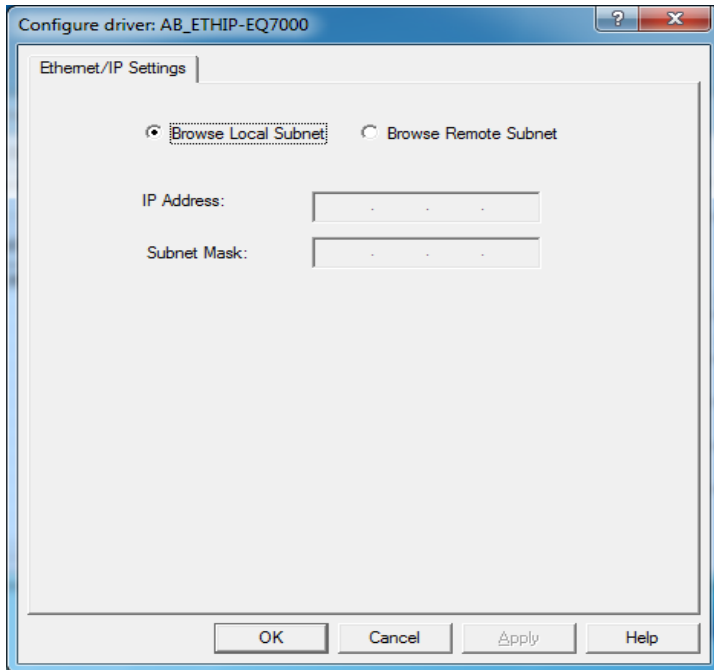 Configure driver: AB_ETHIP-EQ7000
Ethernet/IP Settings
Browse Local Subnet Browse Remote Subnet
IP Address: . . .
Subnet Mask: . . .
OK Cancel Apply Help